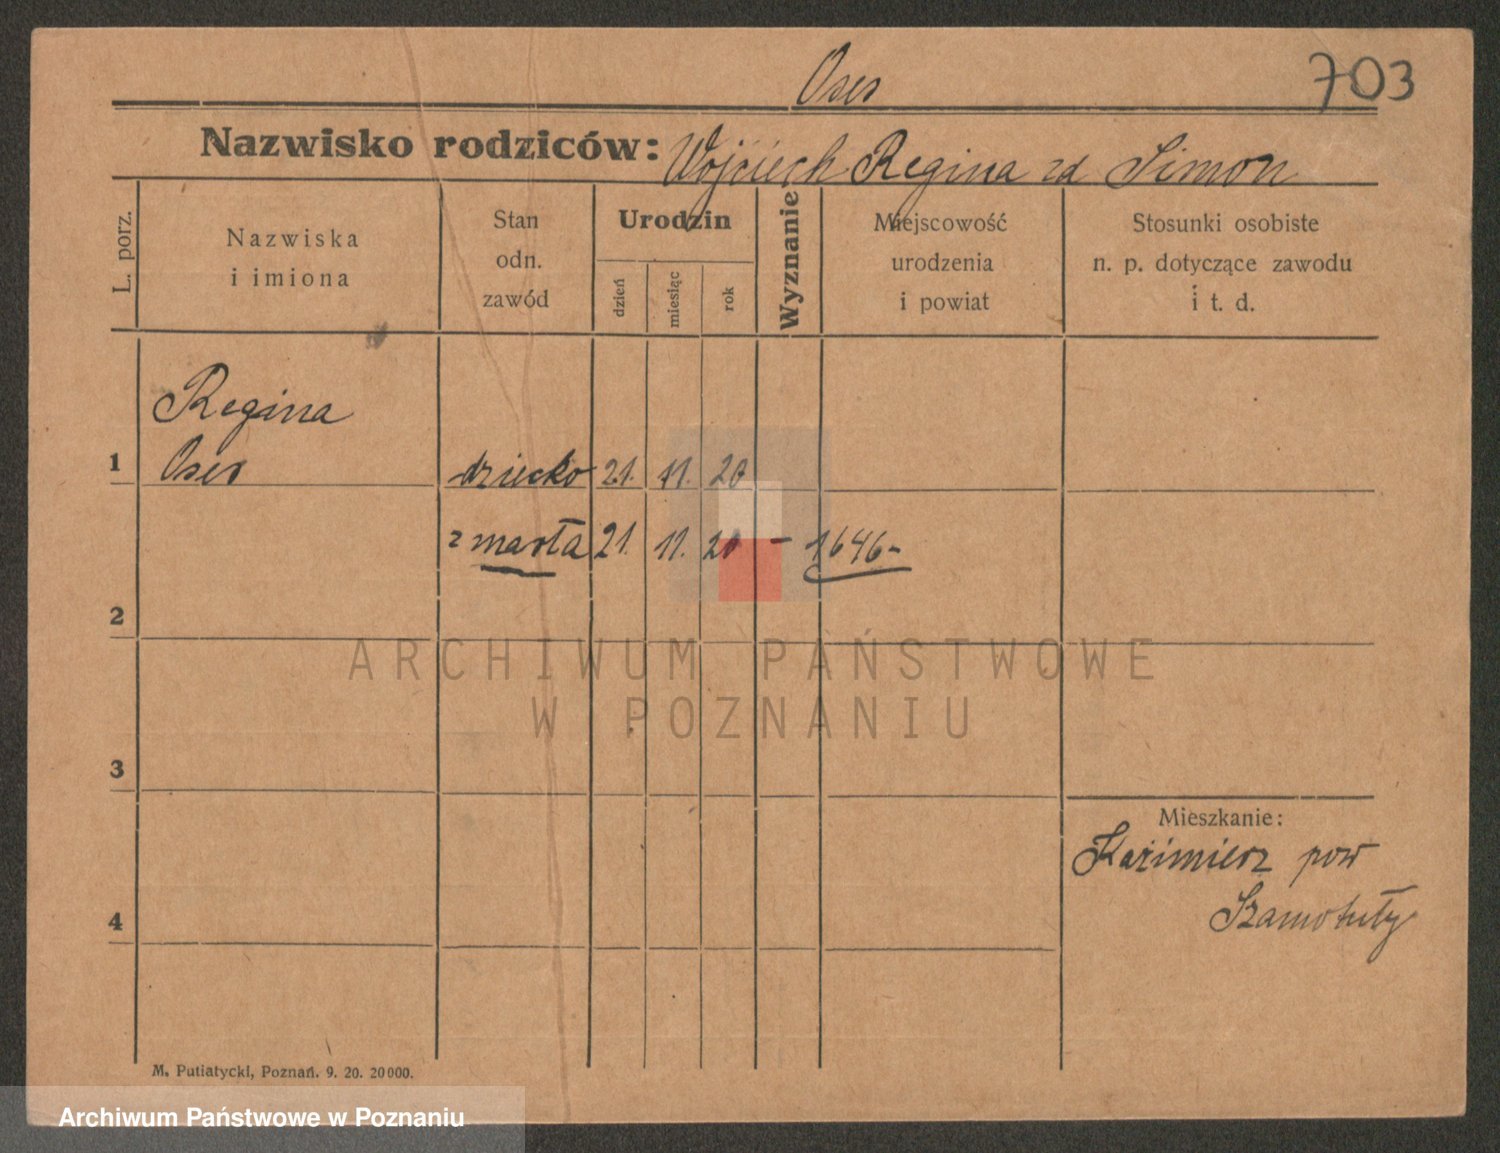 Oses
703
Nazwisko rodziców: Wojciech Regina zd Simon
L. porz.
Nazwiska
i imiona
Stan
odn.
zawód
Urodzin
dzień
miesiąc
rok
Wyznanie
Miejscowość
urodzenia
i powiat
Stosunki osobiste
n. p. dotyczące zawodu
i t. d.
Regina
1 Oses dziecko 21. 11. 20
zmarła 21. 11. 20 - 1646-
2
ARCHIWUM PAŃSTWOWE
W POZNANIU
3
Mieszkanie:
Kaźimierz pow
Szamotuły
4
M. Putiatycki, Poznań. 9. 20. 20000.
Archiwum Państwowe w Poznaniu